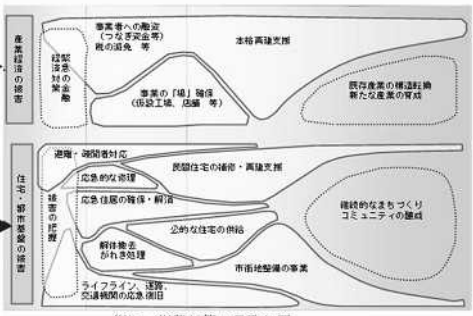 産業経済の被害
緊急の金融
経済対策
事業者への融資
(つなぎ資金等)
税の減免 等
本格再建支援
事業の「場」確保
(仮設工場、店舗 等)
既存産業の構造転換
新たな産業の育成
住宅・都市基盤の被害
避難・疎開者対応
民間住宅の補修・再建支援
応急的な修理
被害の把握
応急住居の確保・解消
公的な住宅の供給
解体撤去
がれき処理
市街地整備の事業
継続的なまちづくり
コミュニティの醸成
ライフライン、道路、
交通機関の応急復旧